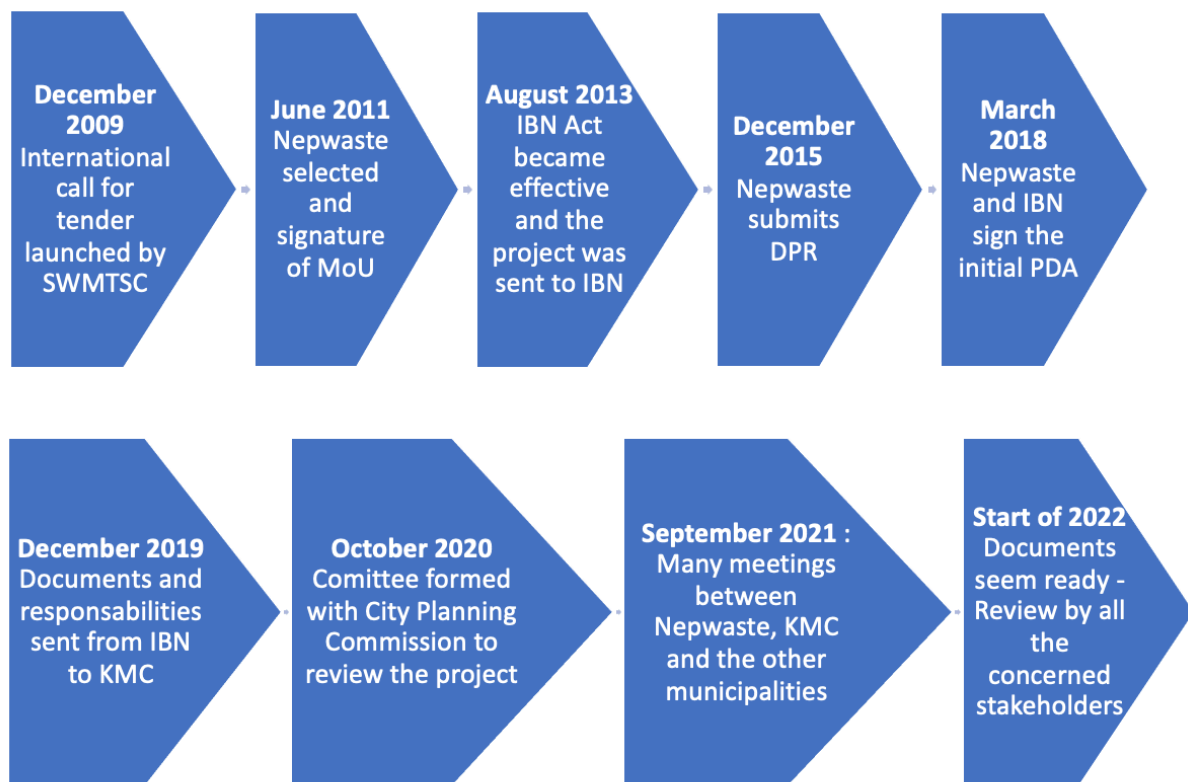 December
2009
International
call for
tender
launched by
SWMTSC
June 2011
Nepwaste
selected
and
signature
of MoU
August 2013
IBN Act
became
effective
and the
project was
sent to IBN
December
2015
Nepwaste
submits
DPR
March
2018
Nepwaste
and IBN
sign the
initial PDA
December 2019
Documents and
responsabilities
sent from IBN
to KMC
October 2020
Comittee formed
with City Planning
Commission to
review the project
September 2021 :
Many meetings
between
Nepwaste, KMC
and the other
municipalities
Start of 2022
Documents
seem ready -
Review by all
the
concerned
stakeholders